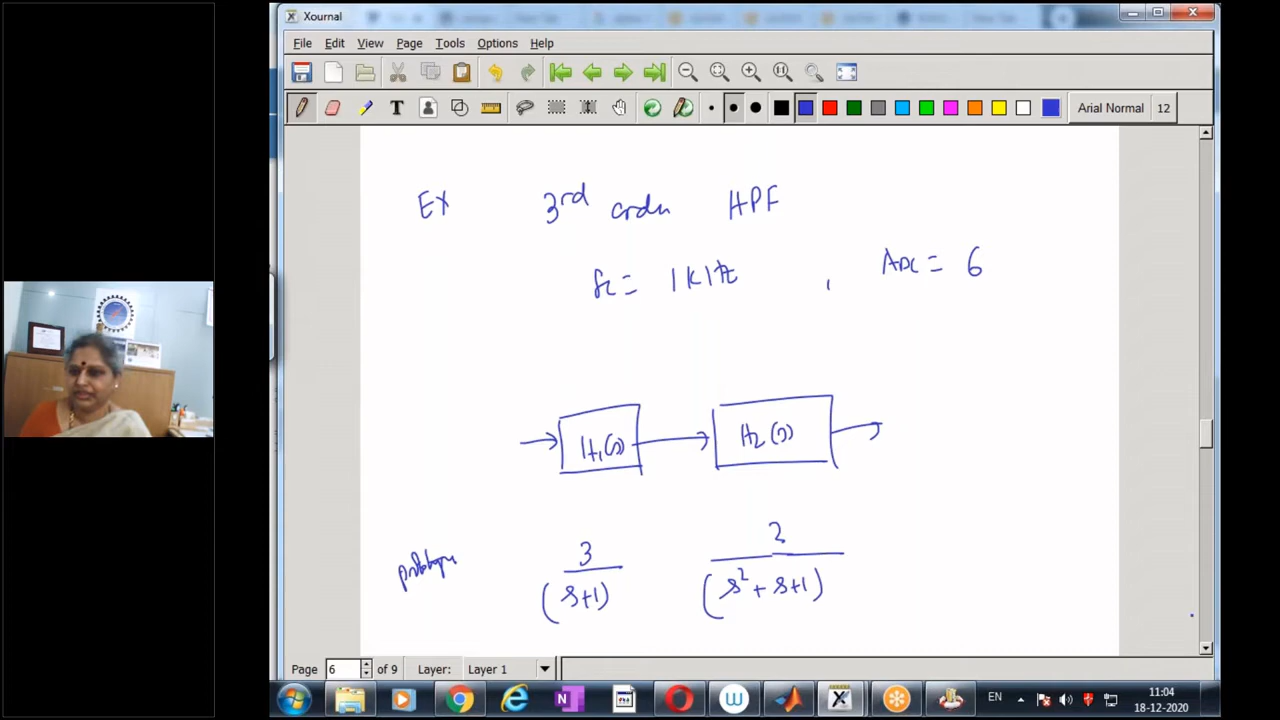 Xournal
File Edit View Page Tools Options Help
Arial Normal 12
EX 3rd order HPF
fc = 1KHz , ADC = 6
H1(s) H2(s)
prototype 3 2
(s+1) (s²+s+1)
Page 6 of 9 Layer: Layer 1
EN 11:04
18-12-2020